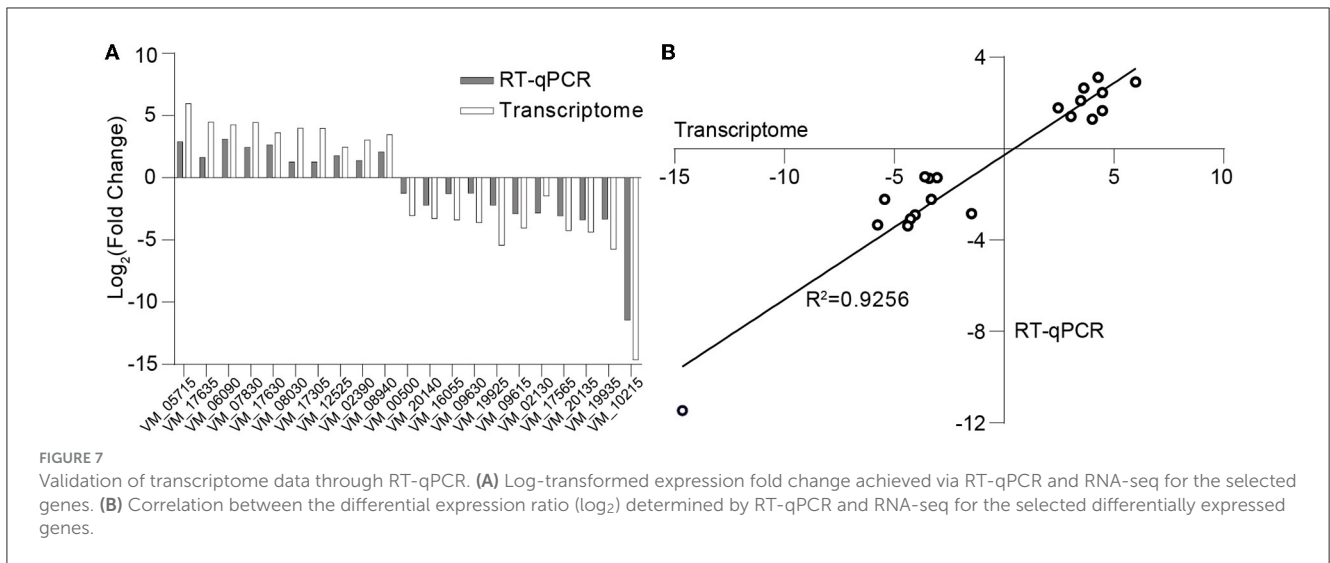 A
10
5
0
-5
-10
-15
Log2(Fold Change)
RT-qPCR
Transcriptome
VM_05715
VM_17635
VM_06090
VM_07830
VM_17630
VM_08030
VM_17305
VM_12525
VM_02390
VM_08940
VM_00500
VM_20140
VM_16055
VM_09630
VM_19925
VM_09615
VM_02130
VM_17565
VM_20135
VM_19935
VM_10215
B
4
Transcriptome
-15
-10
-5
5
10
-4
R²=0.9256
-8
RT-qPCR
-12
FIGURE 7
Validation of transcriptome data through RT-qPCR. (A) Log-transformed expression fold change achieved via RT-qPCR and RNA-seq for the selected
genes. (B) Correlation between the differential expression ratio (log2) determined by RT-qPCR and RNA-seq for the selected differentially expressed
genes.